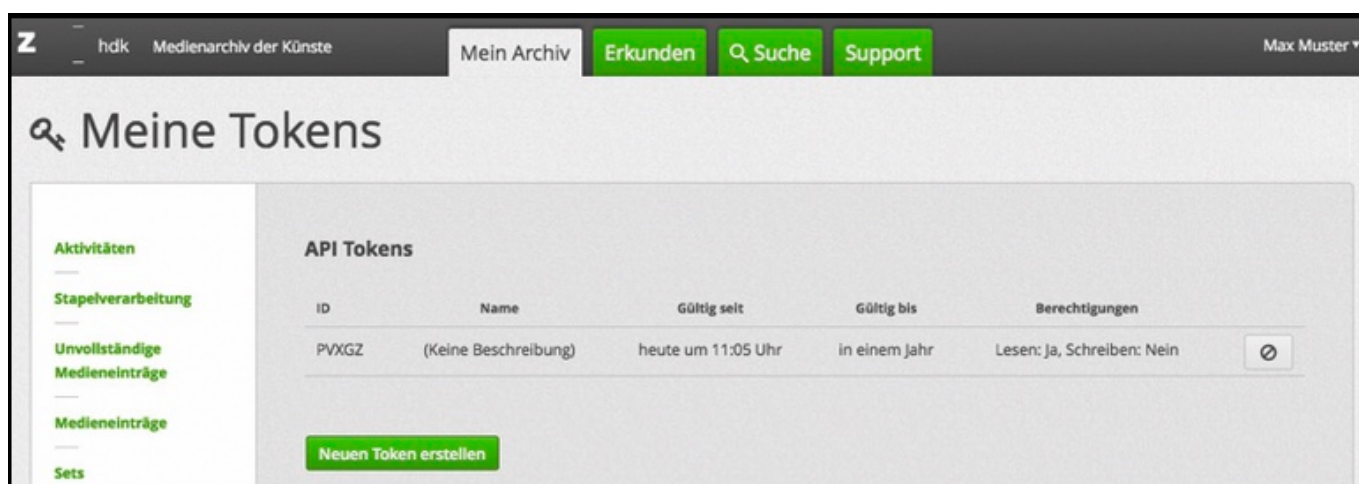 Z hdk Medienarchiv der Künste Mein Archiv Erkunden Suche Support Max Muster
Meine Tokens
Aktivitäten
Stapelverarbeitung
Unvollständige
Medieneinträge
Medieneinträge
Sets
API Tokens
ID Name Gültig seit Gültig bis Berechtigungen
PVXGZ (Keine Beschreibung) heute um 11:05 Uhr in einem Jahr Lesen: Ja, Schreiben: Nein
Neuen Token erstellen